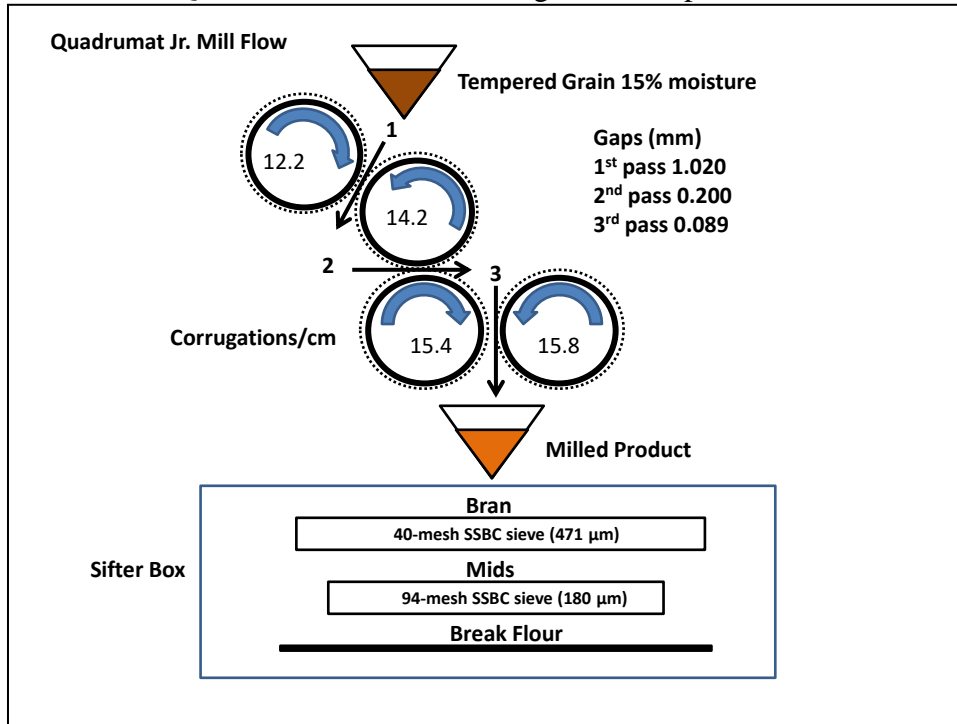 Quadrumat Jr. Mill Flow
Tempered Grain 15% moisture
1
12.2
Gaps (mm)
1st pass 1.020
2nd pass 0.200
3rd pass 0.089
14.2
2
3
Corrugations/cm
15.4
15.8
Milled Product
Bran
40-mesh SSBC sieve (471 µm)
Sifter Box
Mids
94-mesh SSBC sieve (180 µm)
Break Flour